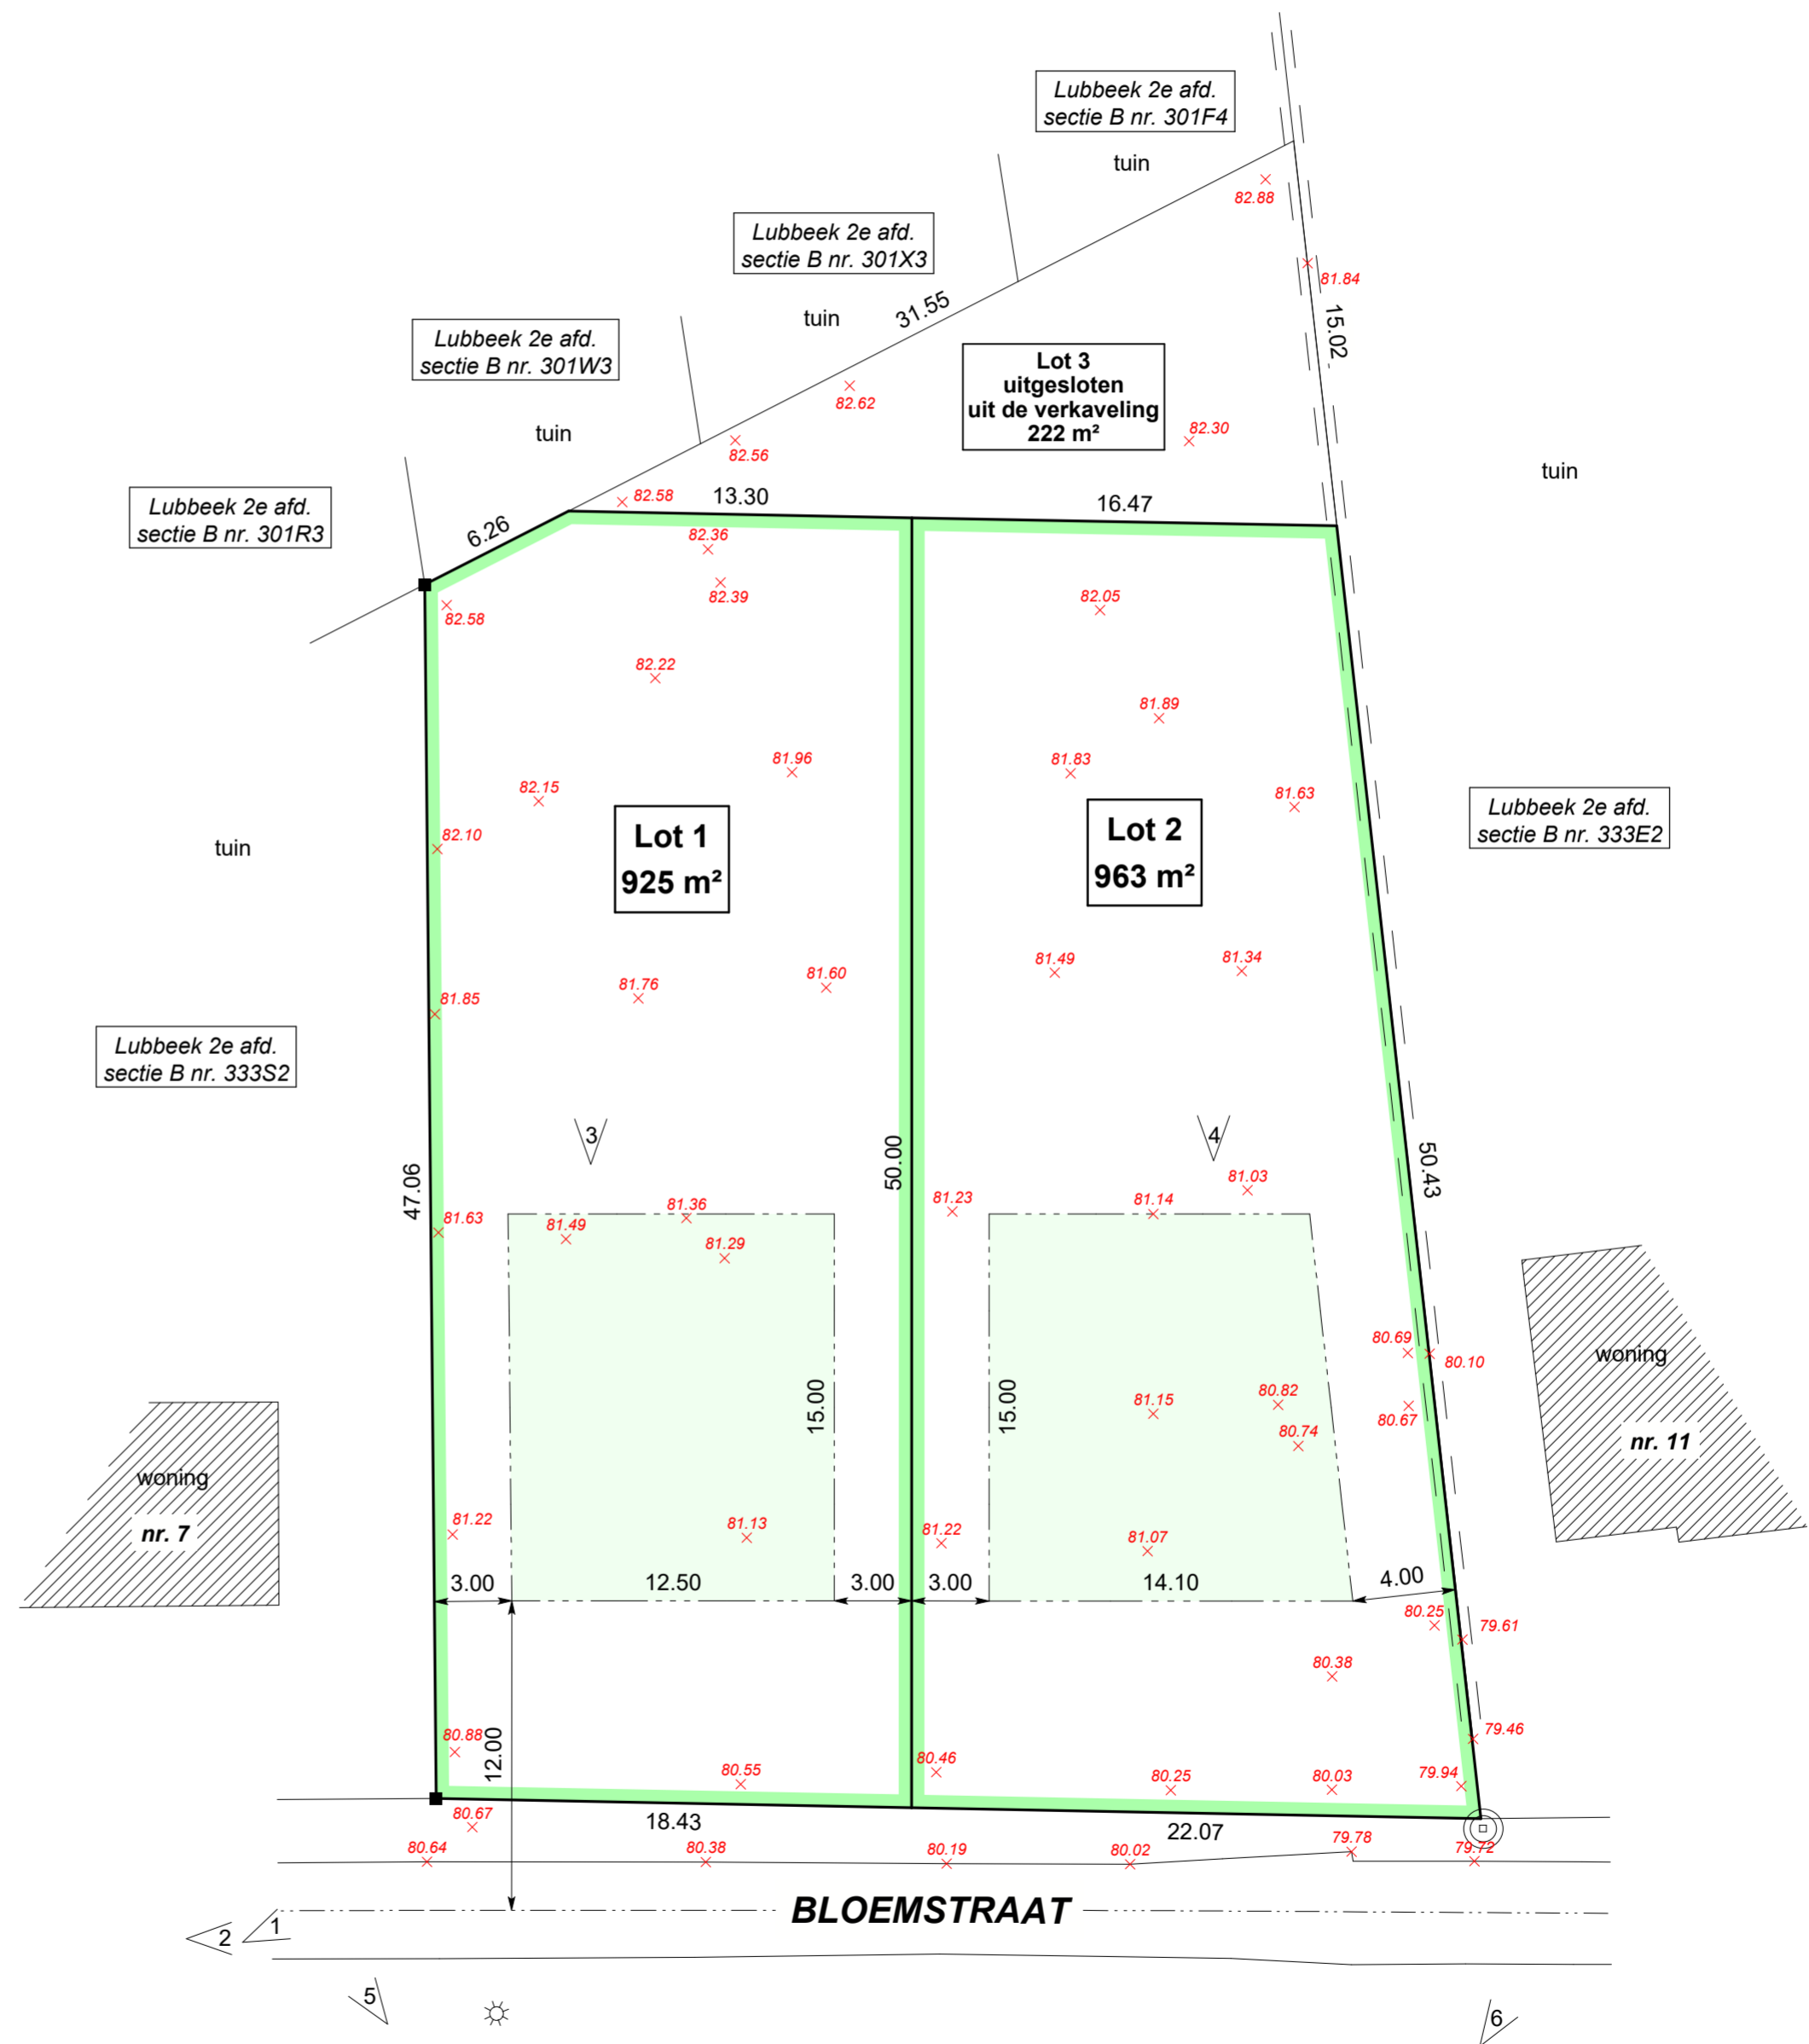 Lubbeek 2e afd.
sectie B nr. 301F4
tuin
82.88
Lubbeek 2e afd.
sectie B nr. 301X3
81.84
tuin
31.55
15.02
Lubbeek 2e afd.
sectie B nr. 301W3
Lot 3
uitgesloten
uit de verkaveling
222 m²
82.62
tuin
82.56
82.30
tuin
Lubbeek 2e afd.
sectie B nr. 301R3
6.26
82.58
13.30
16.47
82.36
82.39
82.58
82.05
82.22
81.89
81.96
81.83
82.15
81.63
82.10
tuin
Lot 1
925 m²
Lot 2
963 m²
Lubbeek 2e afd.
sectie B nr. 333E2
81.49
81.34
81.76
81.60
81.85
Lubbeek 2e afd.
sectie B nr. 333S2
3
4
47.06
50.00
50.43
81.03
81.23
81.14
81.36
81.63
81.49
81.29
80.69
80.10
woning
nr. 11
15.00
15.00
81.15
80.82
80.67
80.74
woning
nr. 7
81.22
81.13
81.22
81.07
3.00
12.50
3.00
3.00
14.10
4.00
80.25
79.61
80.38
80.88
12.00
80.55
80.46
80.25
80.03
79.94
79.46
80.67
18.43
22.07
80.64
80.38
80.19
80.02
79.78
79.72
BLOEMSTRAAT
2
1
5
6